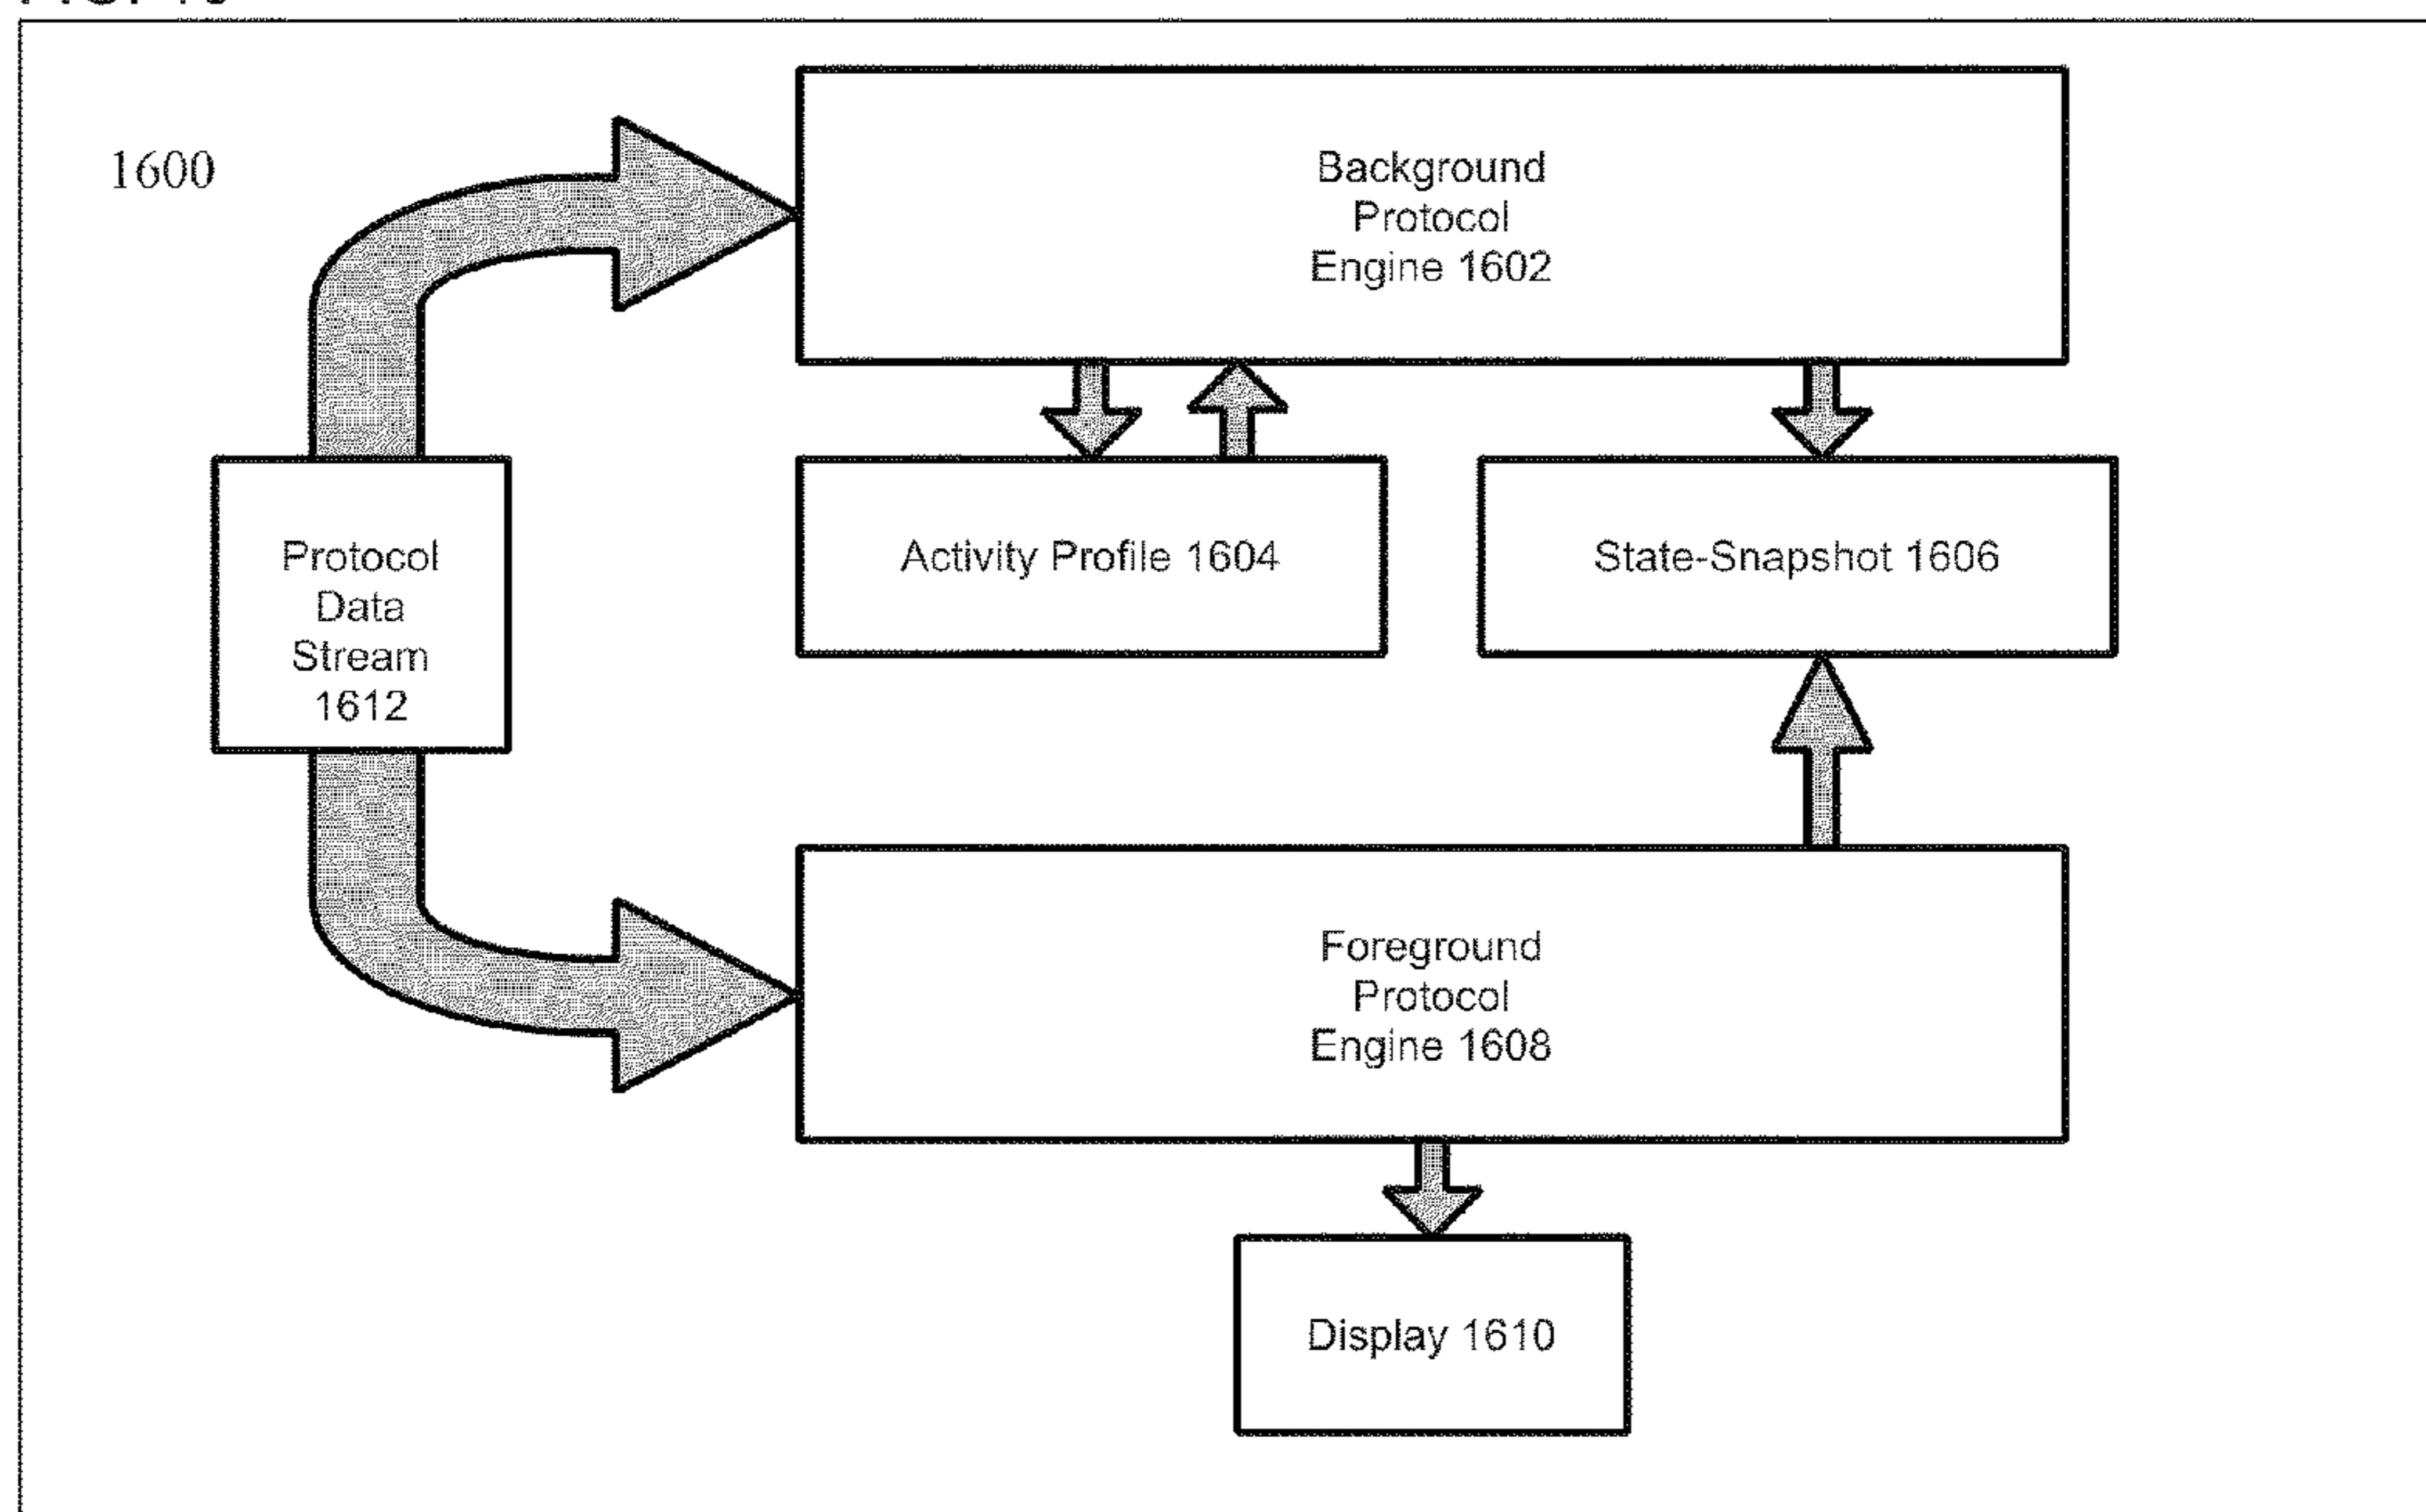 1600
Background
Protocol
Engine 1602
Activity Profile 1604
State-Snapshot 1606
Protocol
Data
Stream
1612
Foreground
Protocol
Engine 1608
Display 1610